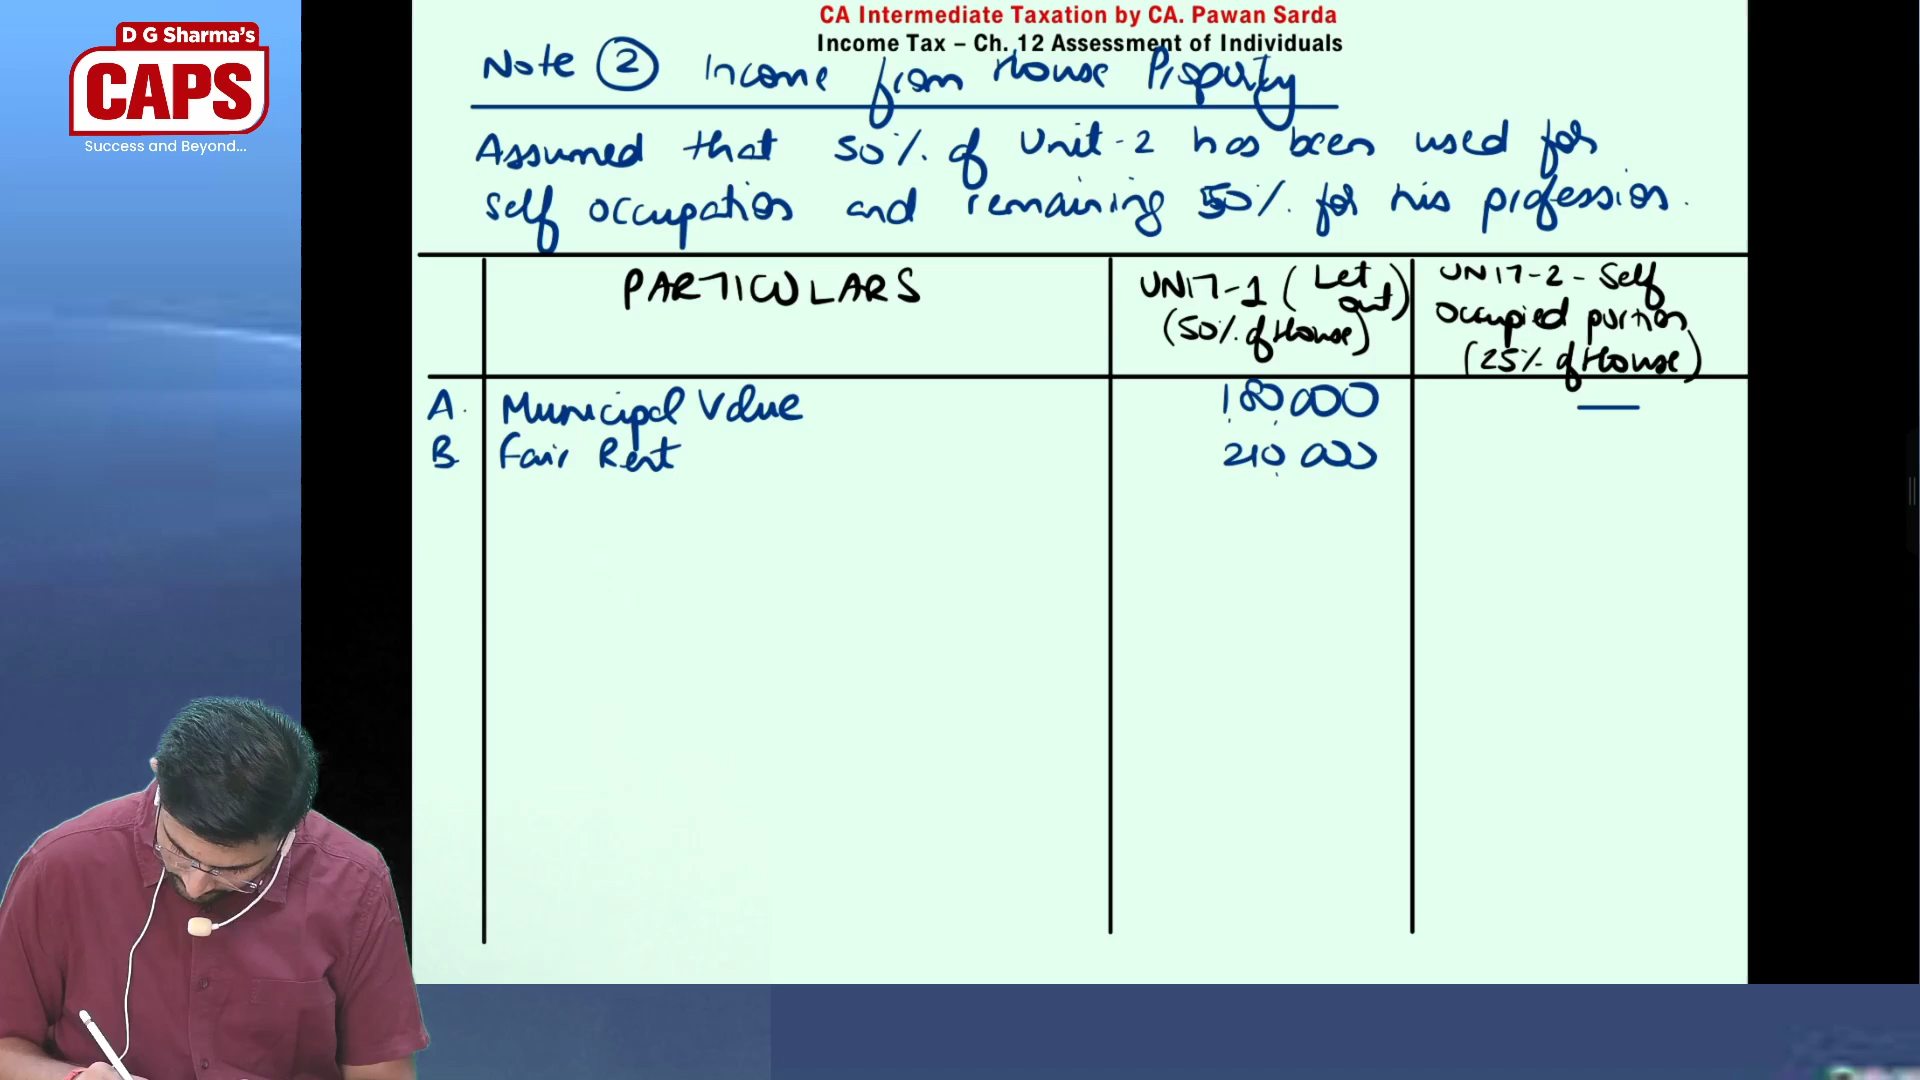 D G Sharma's
CAPS
Success and Beyond...
CA Intermediate Taxation by CA. Pawan Sarda
Income Tax – Ch. 12 Assessment of Individuals
Note 2 Income from House Property
Assumed that 50% of Unit-2 has been used for
self occupation and remaining 50% for his profession.
PARTICULARS
UNIT-1 (Let out)
(50% of House)
UNIT-2 - Self
Occupied portion
(25% of House)
A. Municipal Value 180000 —
B. Fair Rent 210000